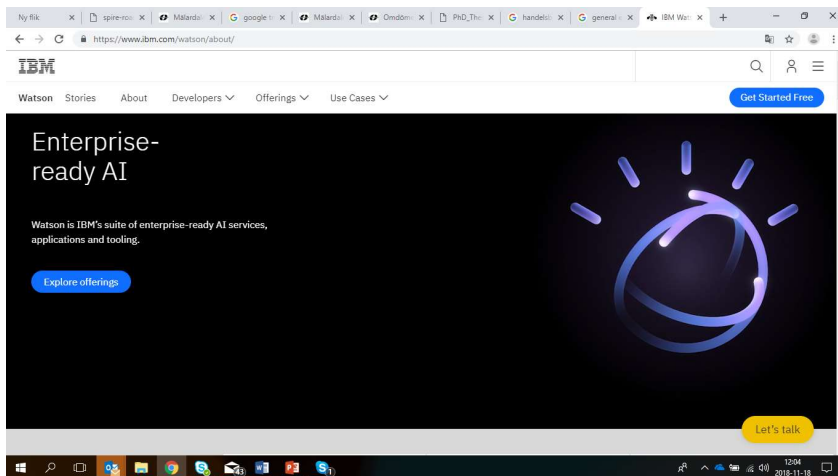 Ny flik
spire-roa
Mälardal
google t
Mälardal
Omdöme
PhD_The
handelsb
general
IBM Wat
https://www.ibm.com/watson/about/
IBM
Watson Stories About Developers Offerings Use Cases Get Started Free
Enterprise-
ready AI
Watson is IBM's suite of enterprise-ready AI services,
applications and tooling.
Explore offerings
Let's talk
43
12:04
2018-11-18